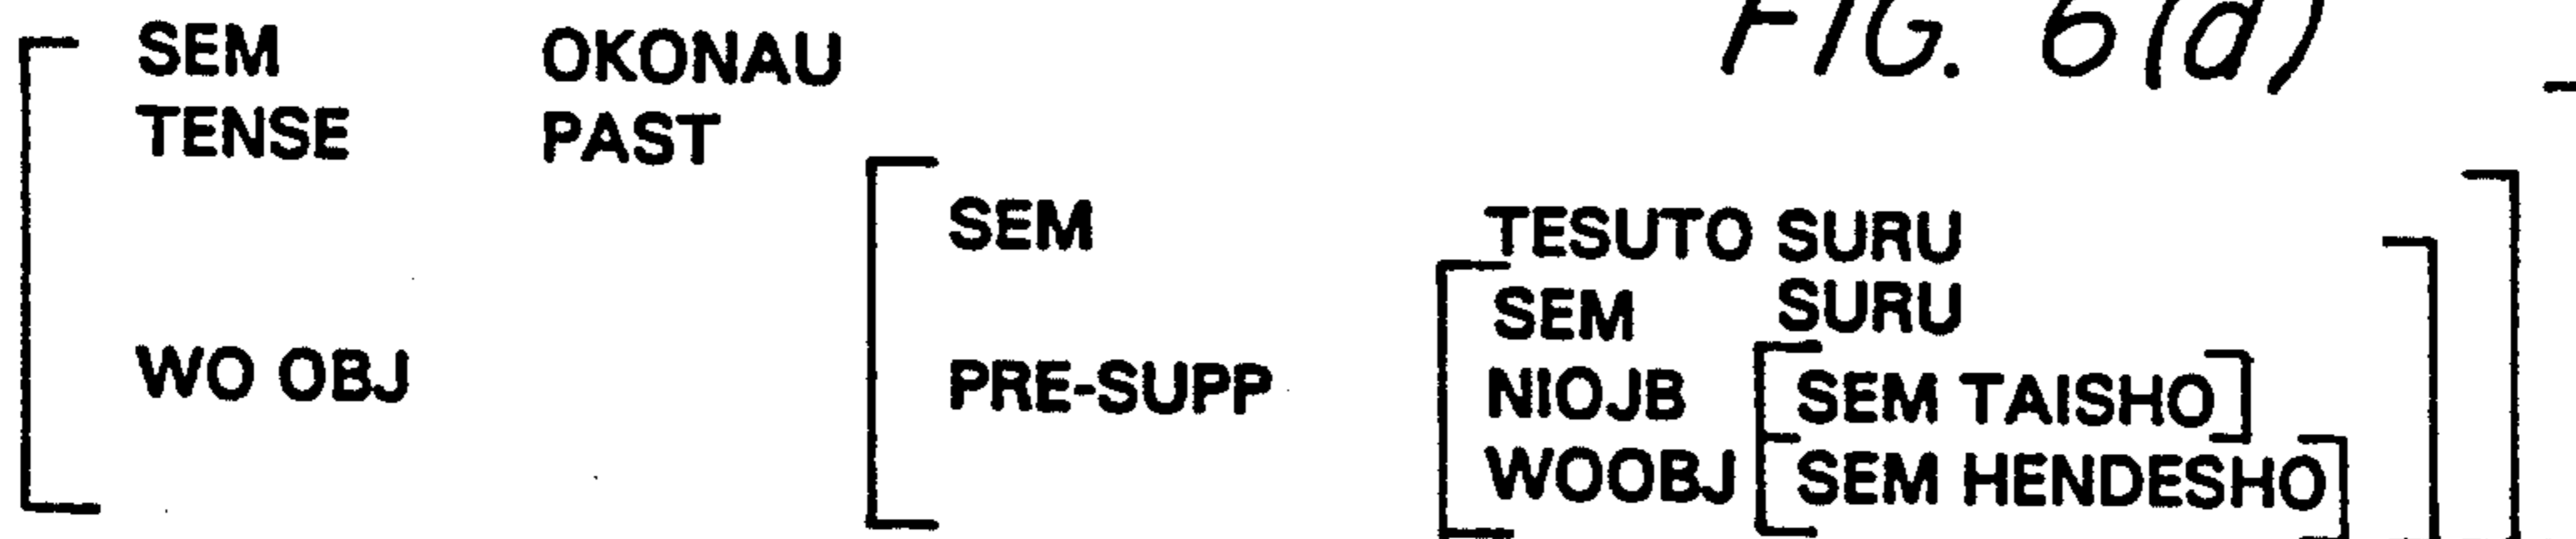 FIG. 6(d)
SEM OKONAU
TENSE PAST
SEM TESUTO SURU
SEM SURU
WO OBJ PRE-SUPP NIOJB [SEM TAISHO]
WOOBJ [SEM HENDESHO]